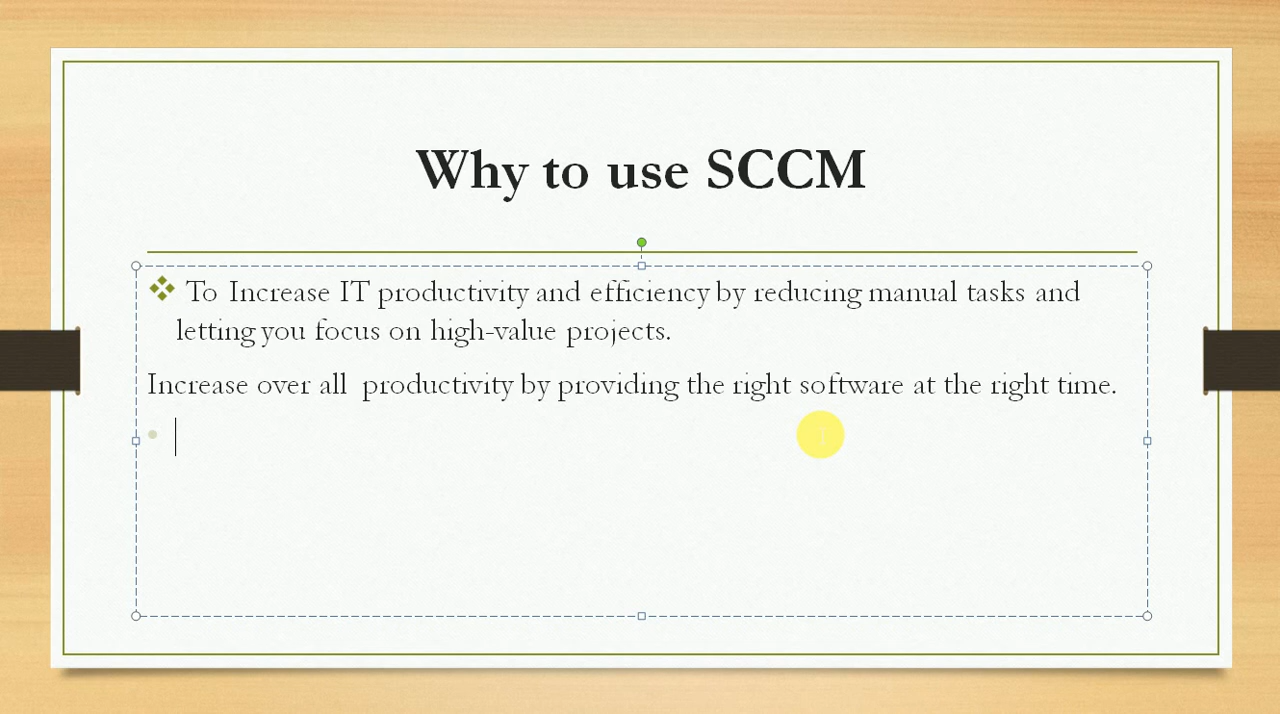 Why to use SCCM
To Increase IT productivity and efficiency by reducing manual tasks and
letting you focus on high-value projects.
Increase over all productivity by providing the right software at the right time.